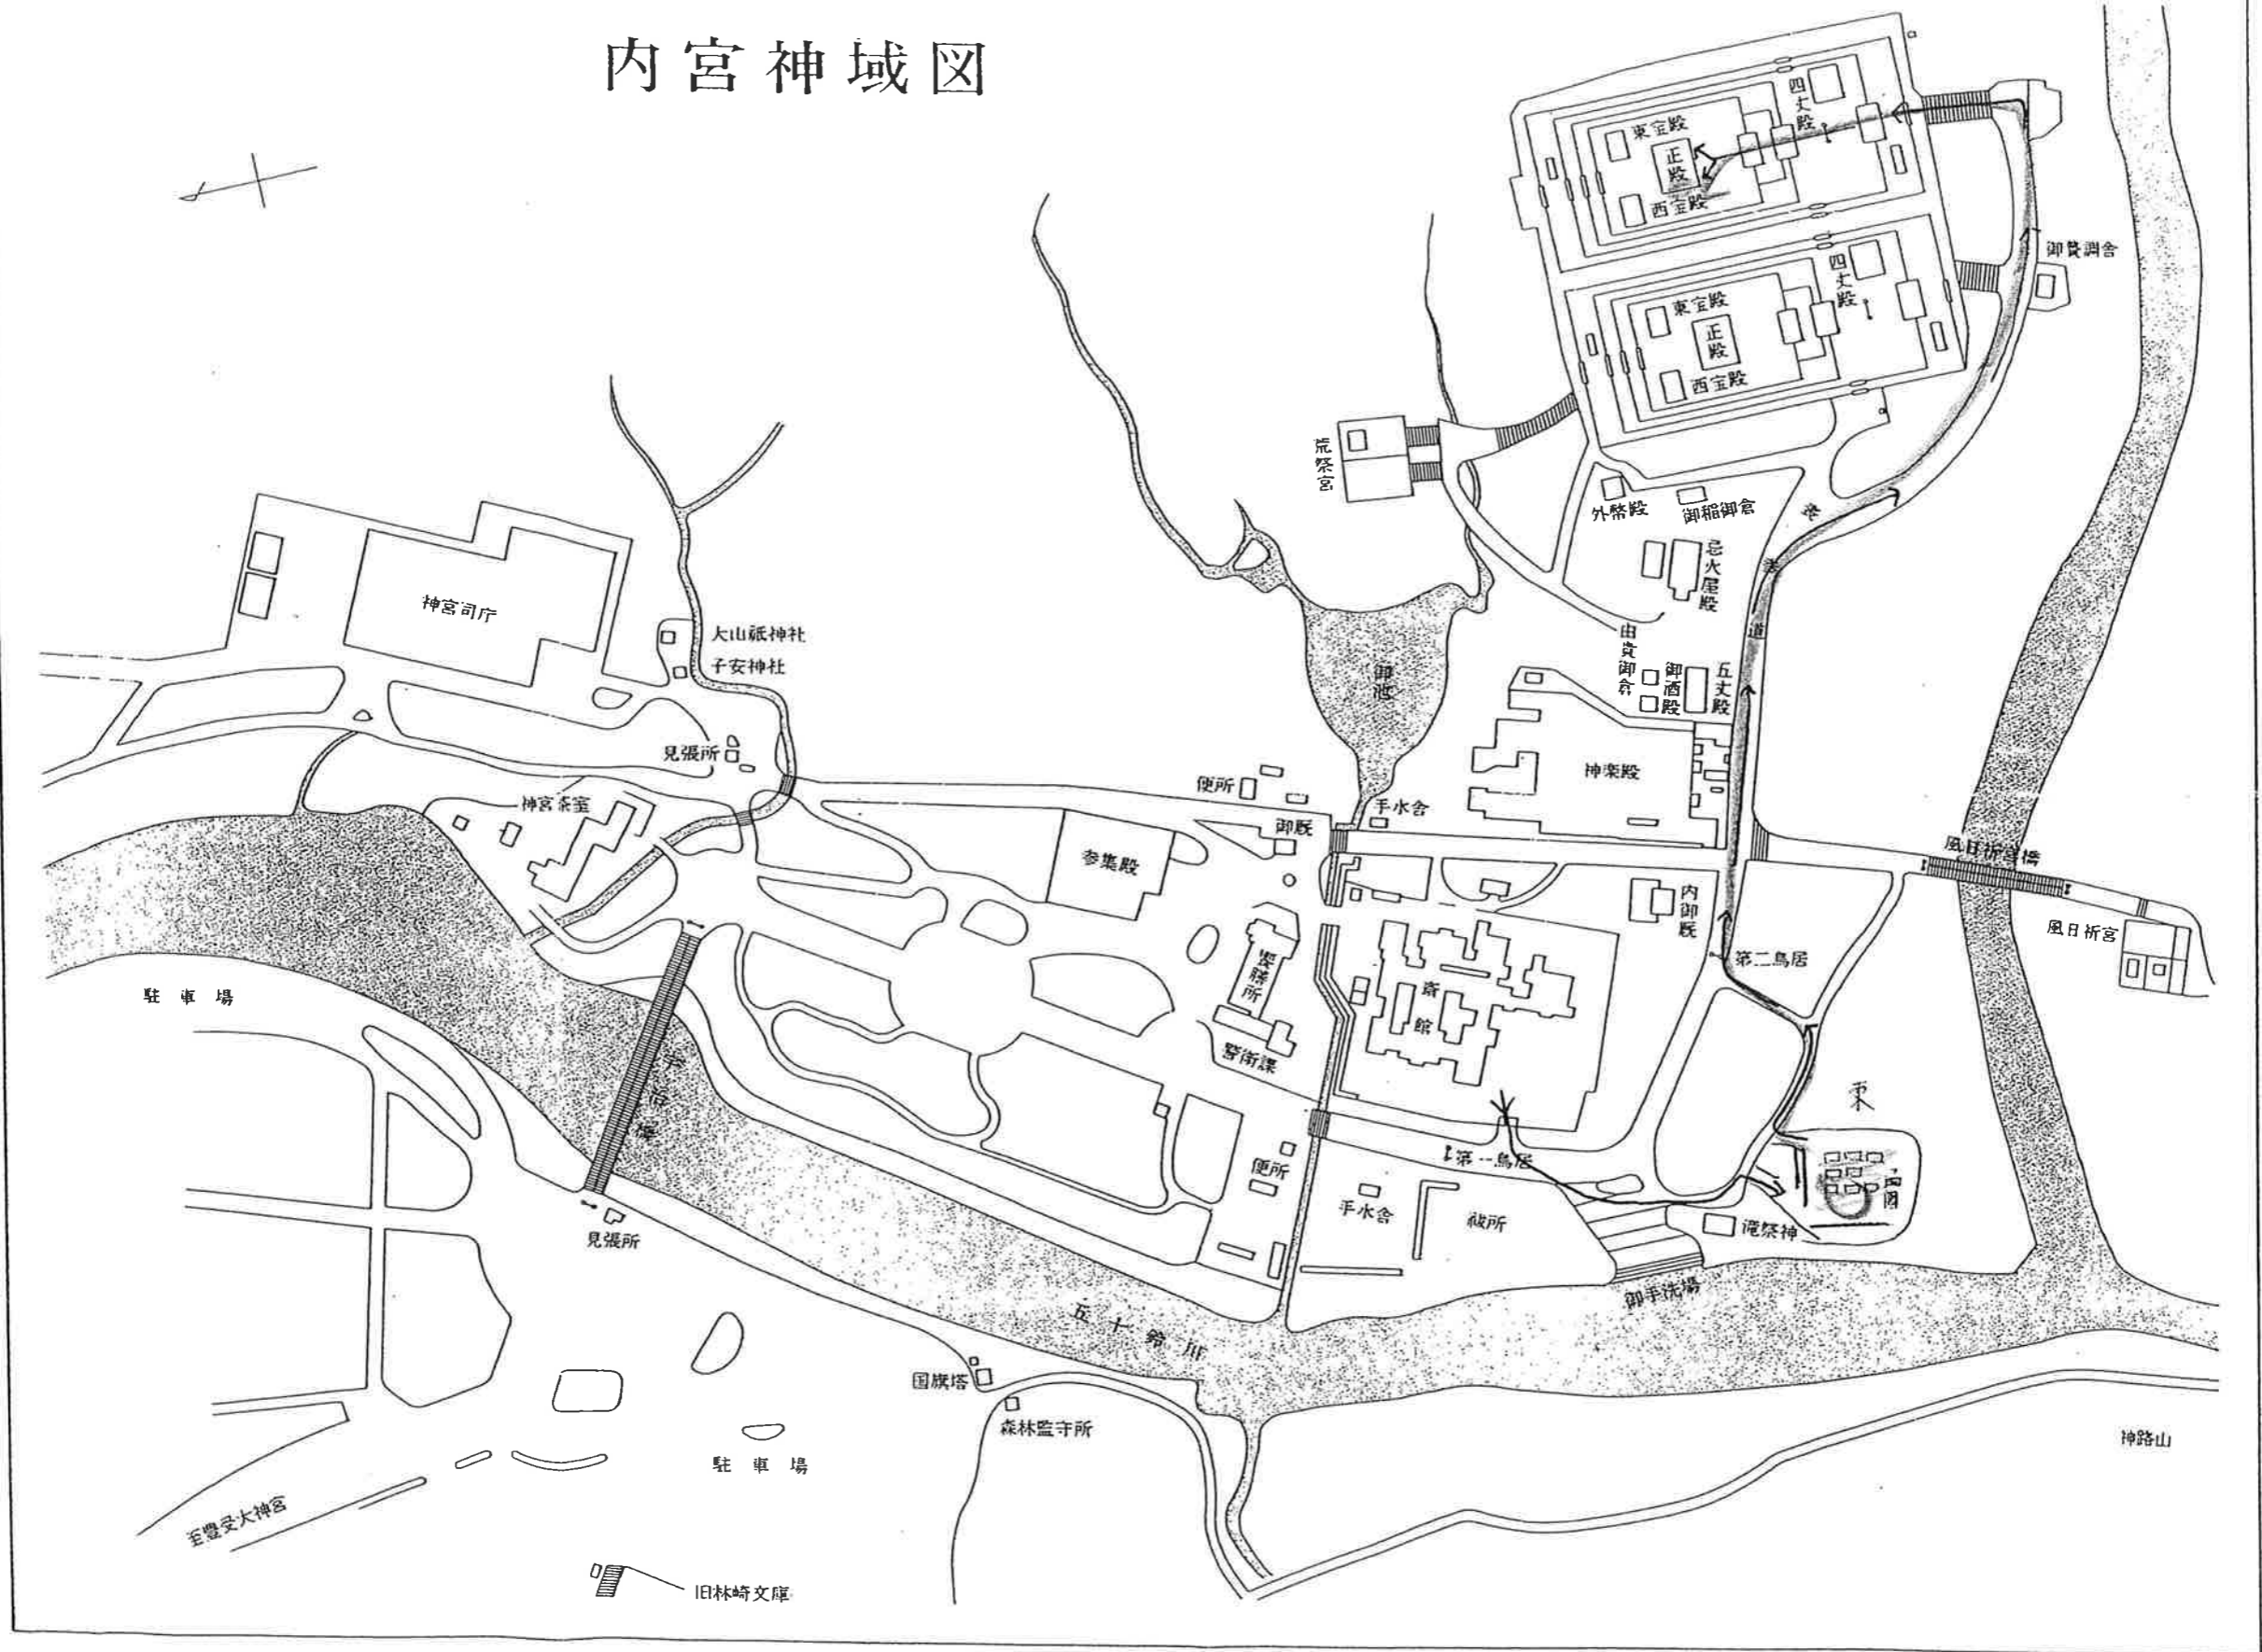 内宮神域図
東宝殿
正殿
西宝殿
四丈殿
御贄調舎
東宝殿
正殿
西宝殿
四丈殿
荒祭宮
外幣殿
御稲御倉
忌火屋殿
表参道
由貴御倉
御酒殿
五丈殿
神宮司庁
大山祇神社
子安神社
御池
見張所
神楽殿
便所
手水舎
神宮茶室
御厩
参集殿
風日祈宮橋
内御厩
風日祈宮
第二鳥居
斎館
警衛課
駐車場
宇治橋
東
第一鳥居
便所
手水舎
祓所
滝祭神
見張所
御手洗場
五十鈴川
国旗塔
森林監守所
神路山
駐車場
至豊受大神宮
旧林崎文庫